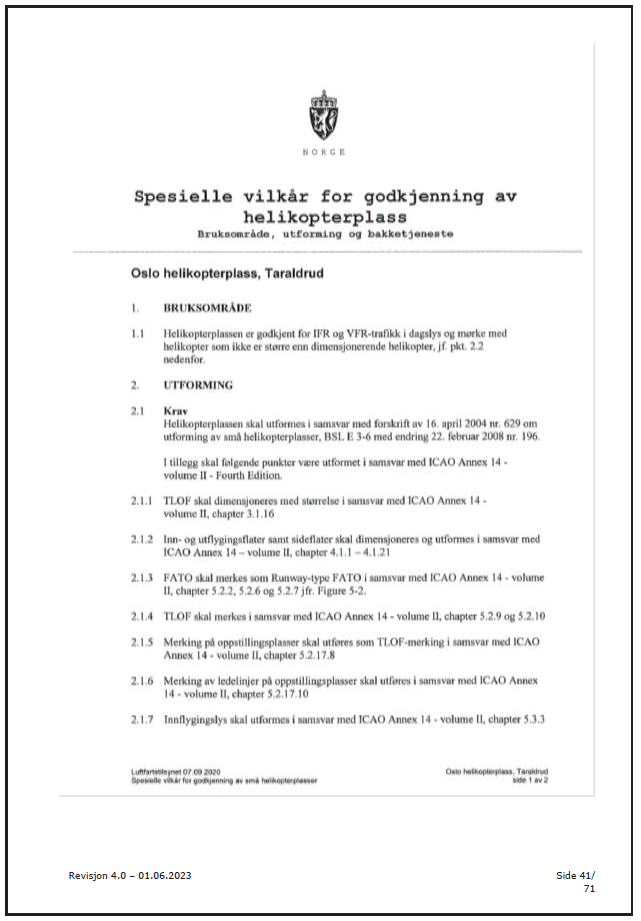 NORGE
Spesielle vilkår for godkjenning av
helikopterplass
Bruksområde, utforming og bakketjeneste
Oslo helikopterplass, Taraldrud
1. BRUKSOMRÅDE
1.1 Helikopterplassen er godkjent for IFR og VFR-trafikk i dagslys og mørke med
helikopter som ikke er større enn dimensjonerende helikopter, jf. pkt. 2.2
nedenfor.
2. UTFORMING
2.1 Krav
Helikopterplassen skal utformes i samsvar med forskrift av 16. april 2004 nr. 629 om
utforming av små helikopterplasser, BSL E 3-6 med endring 22. februar 2008 nr. 196.
I tillegg skal følgende punkter være utformet i samsvar med ICAO Annex 14 -
volume II - Fourth Edition.
2.1.1 TLOF skal dimensjoneres med størrelse i samsvar med ICAO Annex 14 -
volume II, chapter 3.1.16
2.1.2 Inn- og utflygingsflater samt sideflater skal dimensjoneres og utformes i samsvar med
ICAO Annex 14 – volume II, chapter 4.1.1 – 4.1.21
2.1.3 FATO skal merkes som Runway-type FATO i samsvar med ICAO Annex 14 - volume
II, chapter 5.2.2, 5.2.6 og 5.2.7 jfr. Figure 5-2.
2.1.4 TLOF skal merkes i samsvar med ICAO Annex 14 - volume II, chapter 5.2.9 og 5.2.10
2.1.5 Merking på oppstillingsplasser skal utføres som TLOF-merking i samsvar med ICAO
Annex 14 - volume II, chapter 5.2.17.8
2.1.6 Merking av ledelinjer på oppstillingsplasser skal utføres i samsvar med ICAO Annex
14 - volume II, chapter 5.2.17.10
2.1.7 Innflygingslys skal utformes i samsvar med ICAO Annex 14 - volume II, chapter 5.3.3
Luftfartstilsynet 07.09.2020
Spesielle vilkår for godkjenning av små helikopterplasser
Oslo helikopterplass, Taraldrud
side 1 av 2
Revisjon 4.0 – 01.06.2023
Side 41/
71